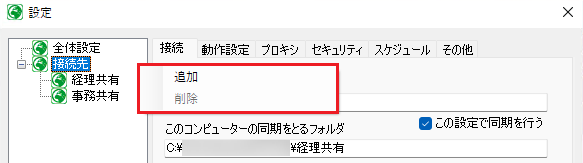 設定
全体設定
接続先
経理共有
事務共有
接続 動作設定 プロキシ セキュリティ スケジュール その他
追加
削除
このコンピューターの同期をとるフォルダ
この設定で同期を行う
C:¥ ¥経理共有